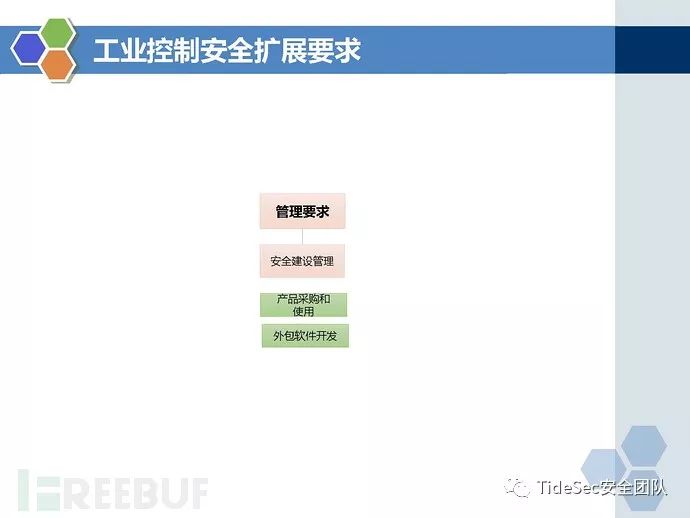 工业控制安全扩展要求
管理要求
安全建设管理
产品采购和
使用
外包软件开发
FREEBUF
TideSec安全团队